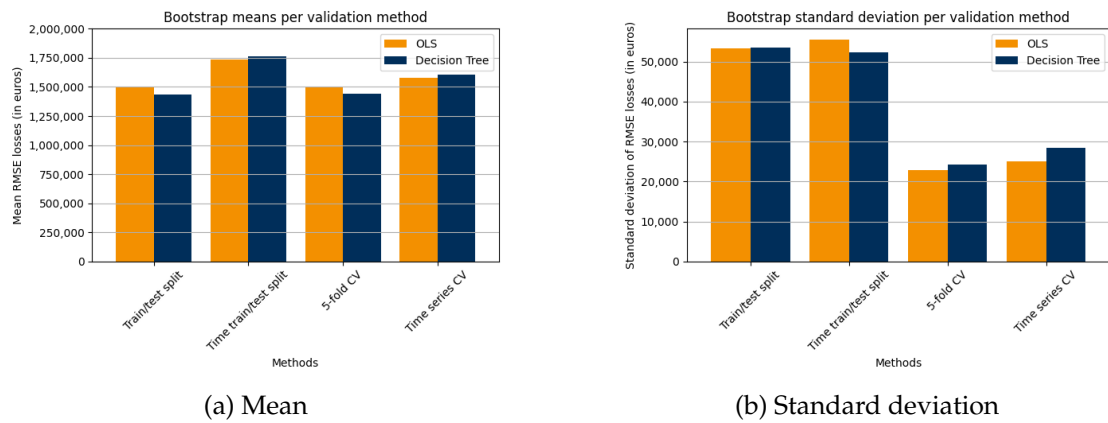 Bootstrap means per validation method
Mean RMSE losses (in euros)
2,000,000
1,750,000
1,500,000
1,250,000
1,000,000
750,000
500,000
250,000
0
OLS
Decision Tree
Train/test split
Time train/test split
5-fold CV
Time series CV
Methods
(a) Mean
Bootstrap standard deviation per validation method
Standard deviation of RMSE losses (in euros)
50,000
40,000
30,000
20,000
10,000
0
OLS
Decision Tree
Train/test split
Time train/test split
5-fold CV
Time series CV
Methods
(b) Standard deviation